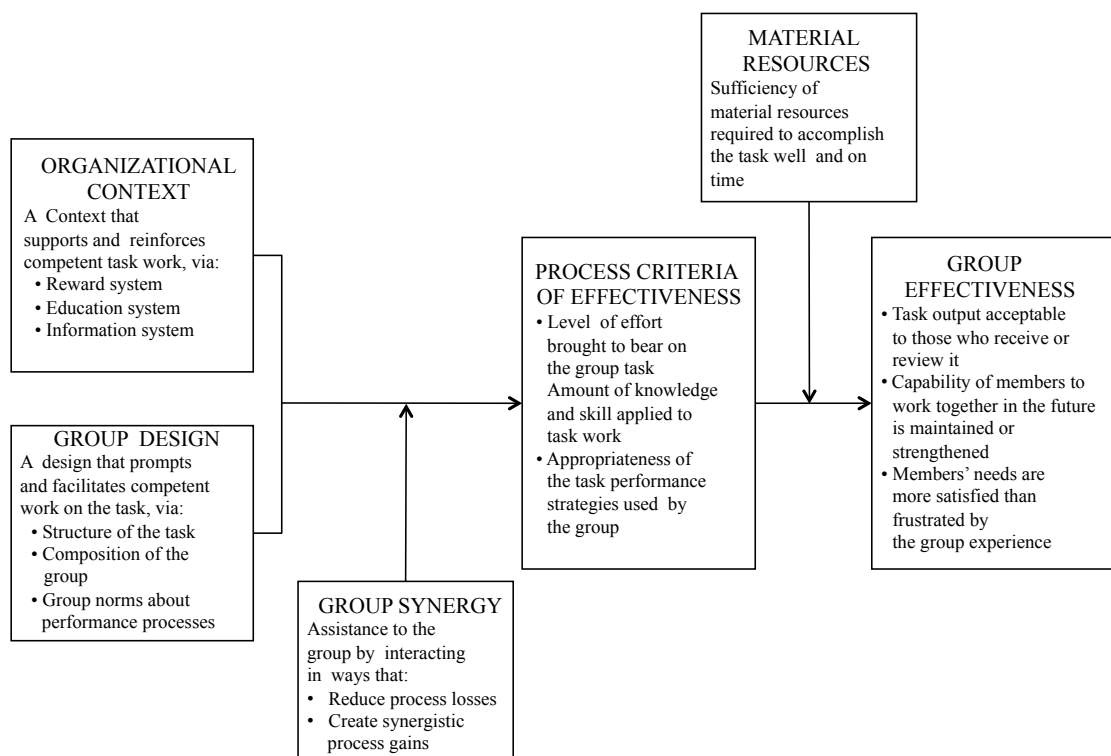 MATERIAL
RESOURCES
Sufficiency of
material resources
required to accomplish
the task well and on
time
ORGANIZATIONAL
CONTEXT
A Context that
supports and reinforces
competent task work, via:
• Reward system
• Education system
• Information system
GROUP DESIGN
A design that prompts
and facilitates competent
work on the task, via:
• Structure of the task
• Composition of the
group
• Group norms about
performance processes
GROUP SYNERGY
Assistance to the
group by interacting
in ways that:
• Reduce process losses
• Create synergistic
process gains
PROCESS CRITERIA
OF EFFECTIVENESS
• Level of effort
brought to bear on
the group task
Amount of knowledge
and skill applied to
task work
• Appropriateness of
the task performance
strategies used by
the group
GROUP
EFFECTIVENESS
• Task output acceptable
to those who receive or
review it
• Capability of members to
work together in the future
is maintained or
strengthened
• Members’ needs are
more satisfied than
frustrated by
the group experience